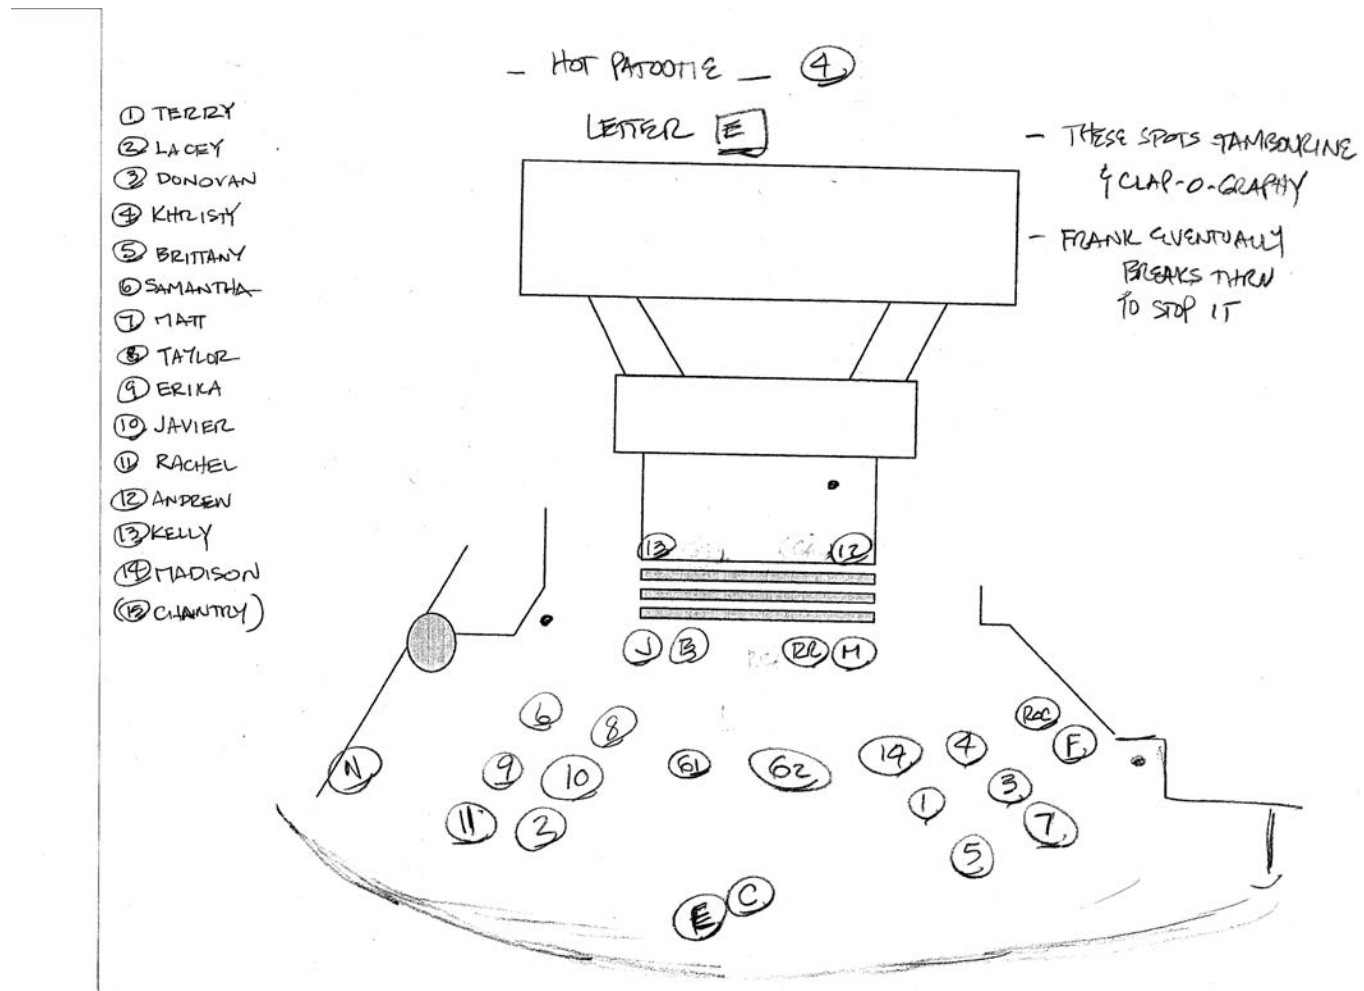 - HOT PATOOTIE - 4
LETTER E
1 TERRY
2 LACEY
3 DONOVAN
4 KHRISTY
5 BRITTANY
6 SAMANTHA
7 MATT
8 TAYLOR
9 ERIKA
10 JAVIER
11 RACHEL
12 ANDREW
13 KELLY
14 MADISON
(15 CHANTRY)
- THESE SPOTS TAMBOURINE
& CLAP-O-GRAPHY
- FRANK EVENTUALLY
BREAKS THRU
TO STOP IT
13 12
J B RR M
6 8 ROC
N 9 10 G1 G2 14 4 F
11 2 1 3 7
5
E C